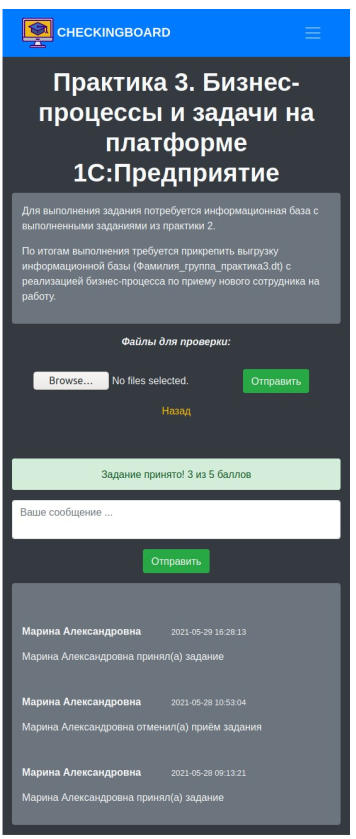 CHECKINGBOARD
Практика 3. Бизнес-
процессы и задачи на
платформе
1С:Предприятие
Для выполнения задания потребуется информационная база с
выполненными заданиями из практики 2.
По итогам выполнения требуется прикрепить выгрузку
информационной базы (Фамилия_группа_практика3.dt) с
реализацией бизнес-процесса по приему нового сотрудника на
работу.
Файлы для проверки:
Browse... No files selected. Отправить
Назад
Задание принято! 3 из 5 баллов
Ваше сообщение ...
Отправить
Марина Александровна 2021-05-29 16:28:13
Марина Александровна принял(а) задание
Марина Александровна 2021-05-28 10:53:04
Марина Александровна отменил(а) приём задания
Марина Александровна 2021-05-28 09:13:21
Марина Александровна принял(а) задание